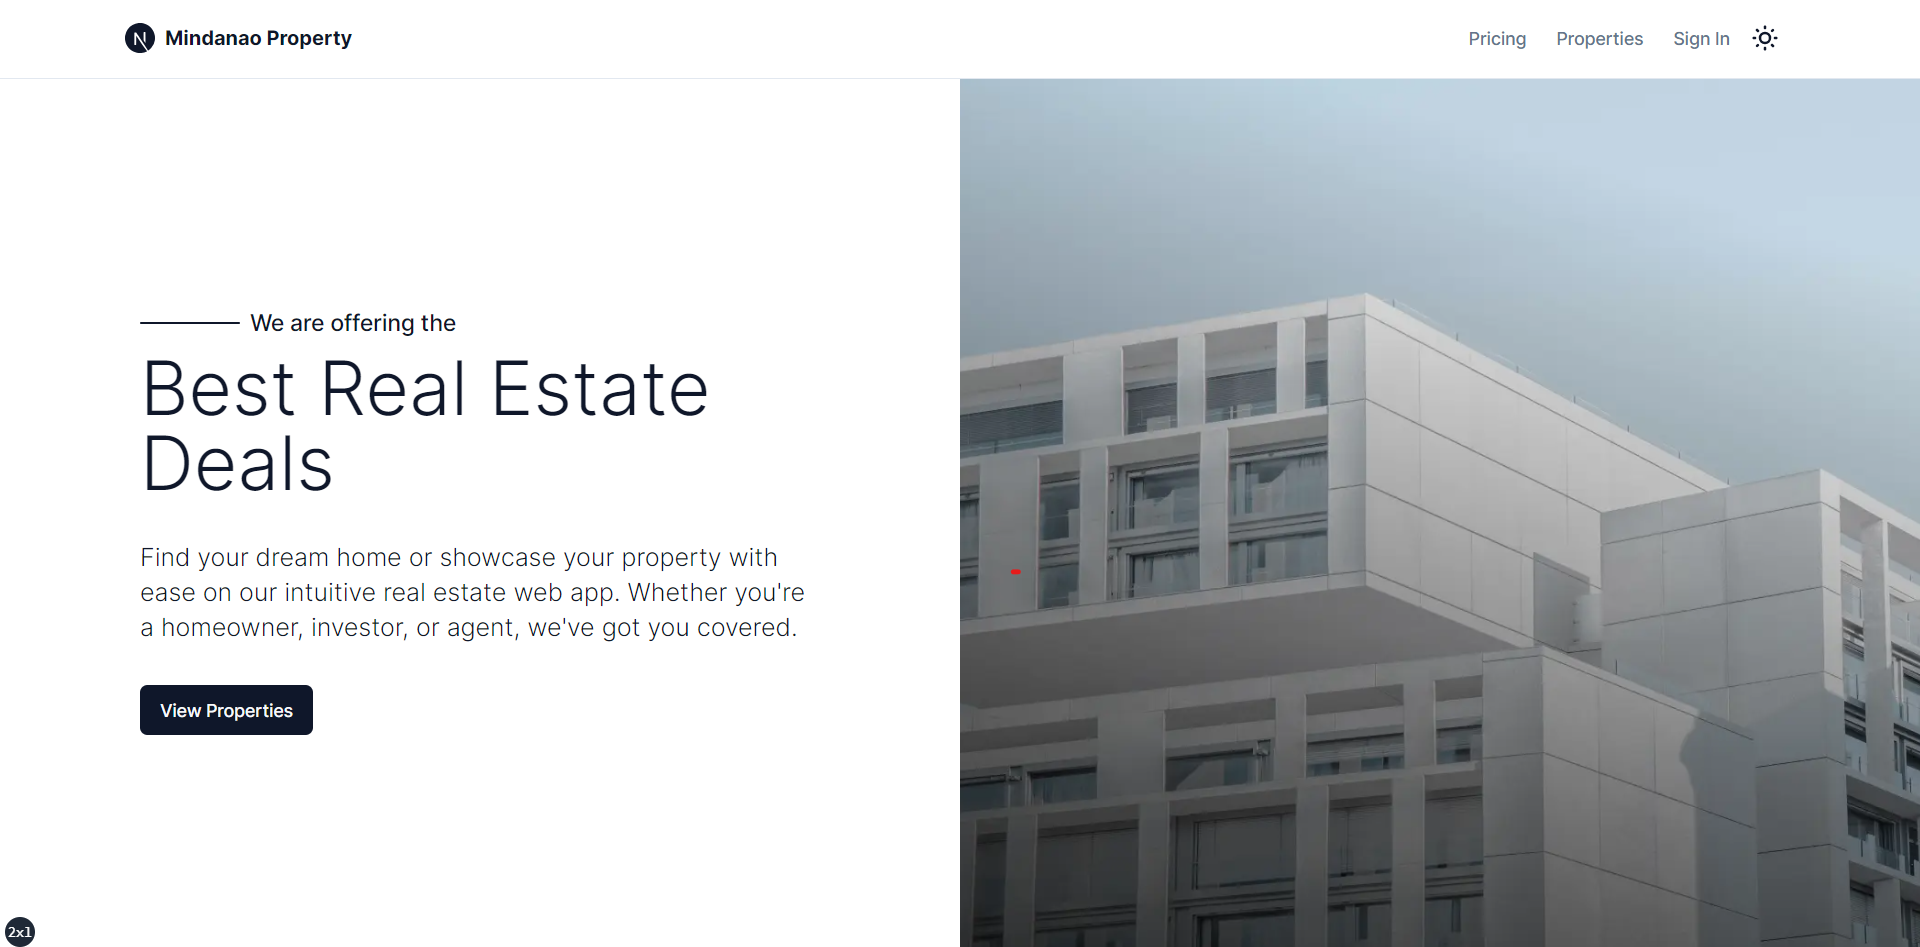 N Mindanao Property
Pricing Properties Sign In
We are offering the
Best Real Estate
Deals
Find your dream home or showcase your property with
ease on our intuitive real estate web app. Whether you're
a homeowner, investor, or agent, we've got you covered.
View Properties
2xl